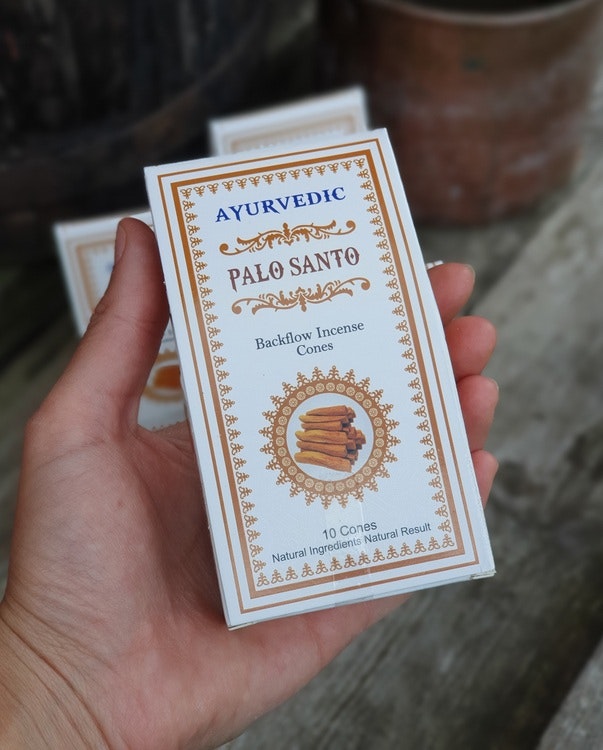 AYURVEDIC
PALO SANTO
Backflow Incense
Cones
10 Cones
Natural Ingredients Natural Result